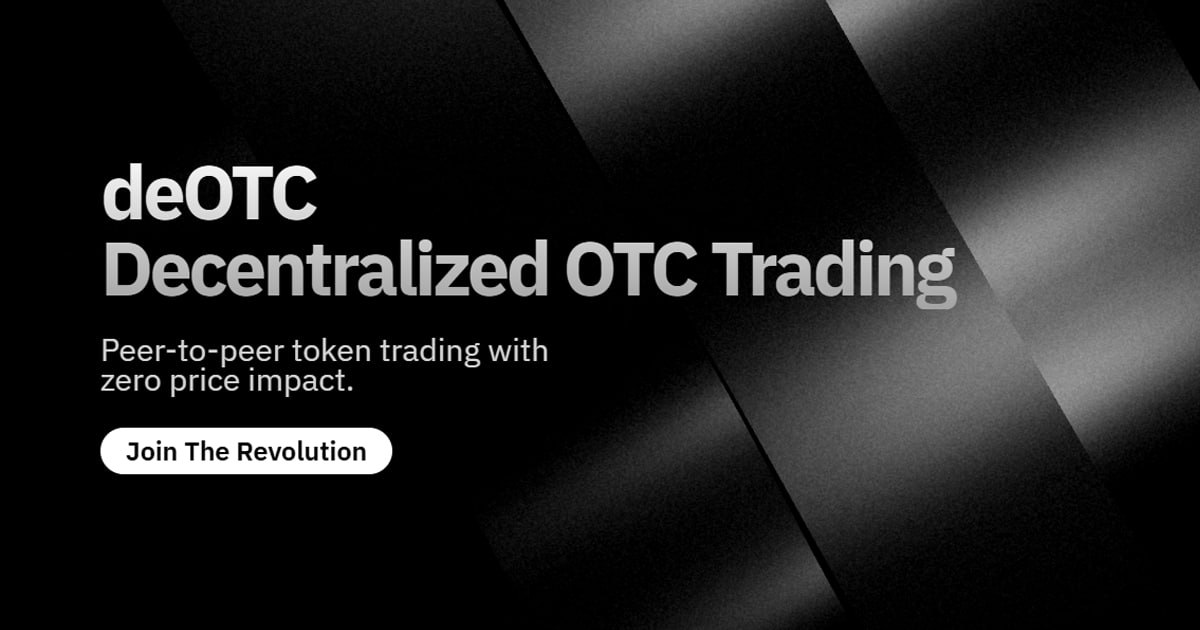 deOTC
Decentralized OTC Trading
Peer-to-peer token trading with
zero price impact.
Join The Revolution